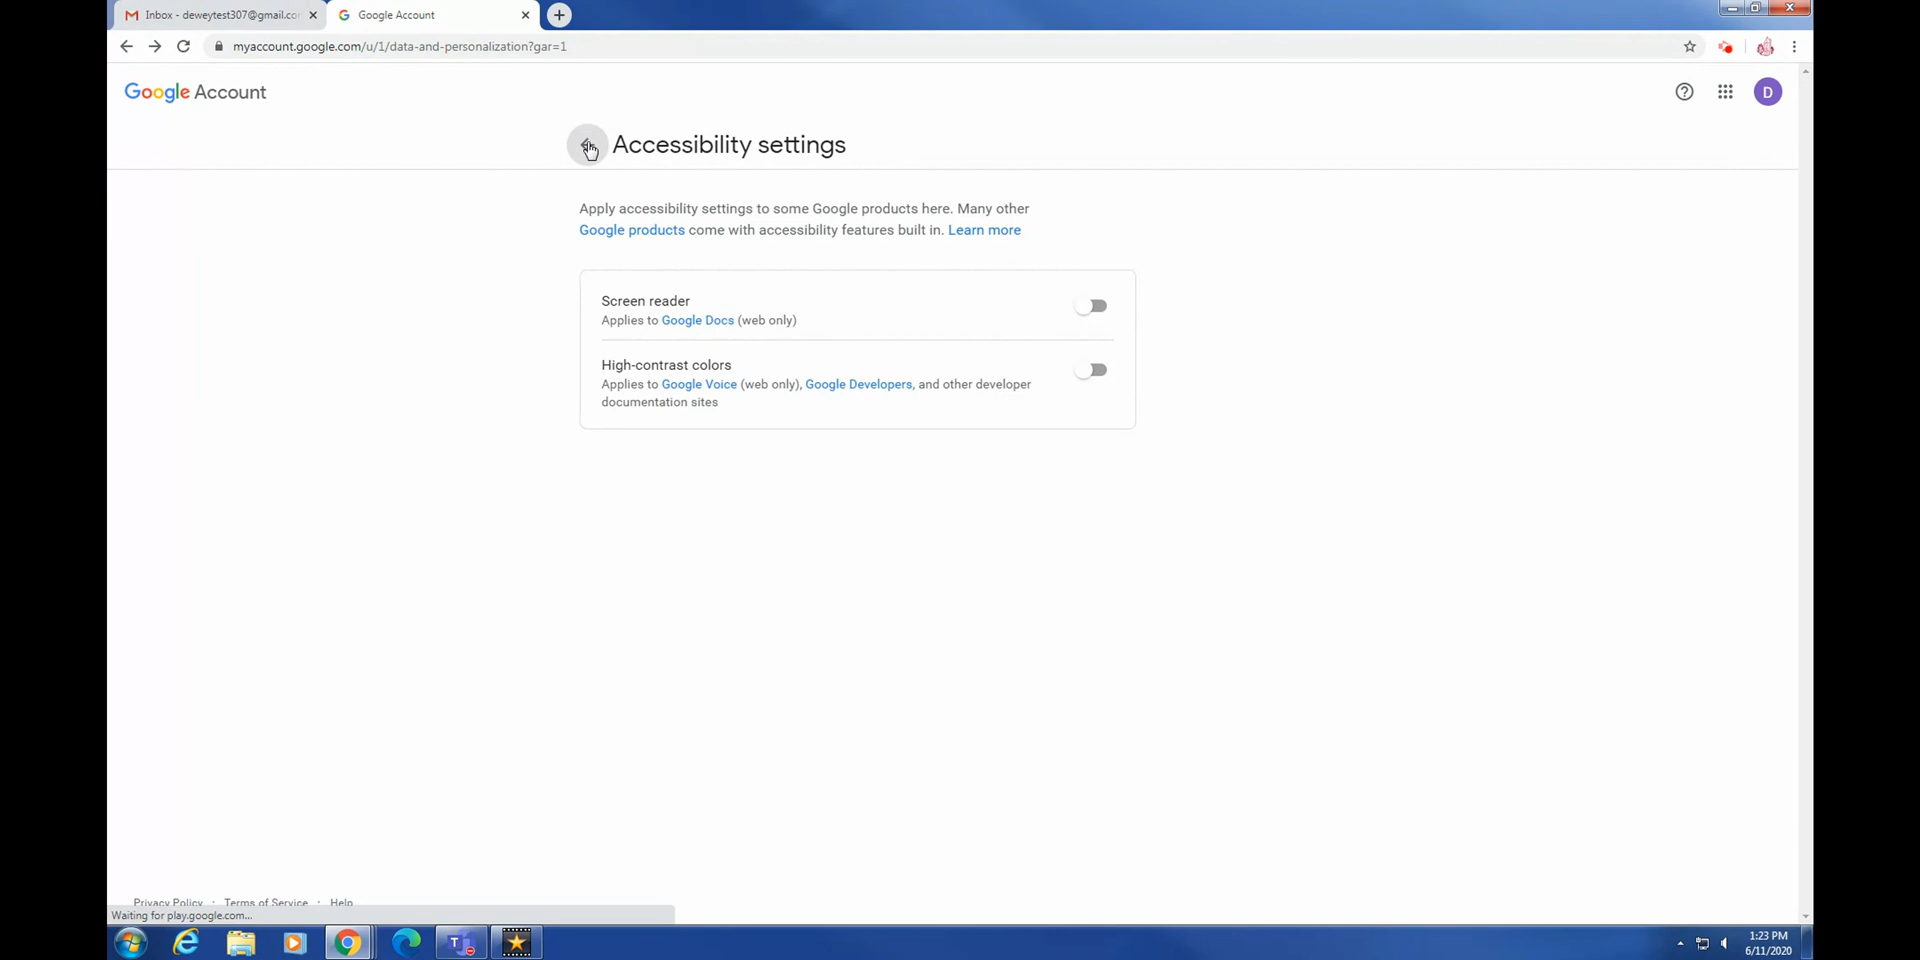 Inbox - deweytest307@gmail.co
Google Account
myaccount.google.com/u/1/data-and-personalization?gar=1
Google Account
D
Accessibility settings
Apply accessibility settings to some Google products here. Many other
Google products come with accessibility features built in. Learn more
Screen reader
Applies to Google Docs (web only)
High-contrast colors
Applies to Google Voice (web only), Google Developers, and other developer
documentation sites
Privacy Policy · Terms of Service · Help
Waiting for play.google.com...
1:23 PM
6/11/2020